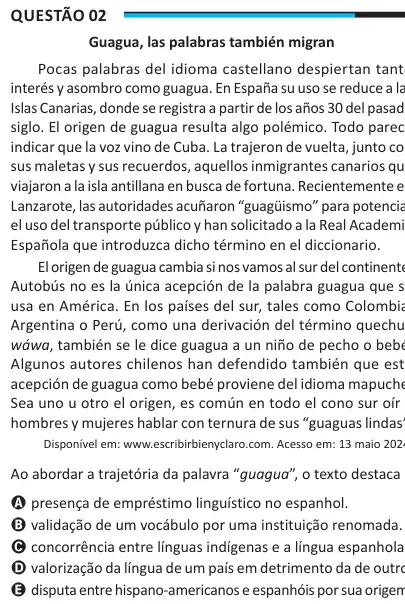 QUESTÃO 02
Guagua, las palabras también migran
Pocas palabras del idioma castellano despiertan tant
interés y asombro como guagua. En España su uso se reduce a la
Islas Canarias, donde se registra a partir de los años 30 del pasad
siglo. El origen de guagua resulta algo polémico. Todo parec
indicar que la voz vino de Cuba. La trajeron de vuelta, junto co
sus maletas y sus recuerdos, aquellos inmigrantes canarios qu
viajaron a la isla antillana en busca de fortuna. Recientemente e
Lanzarote, las autoridades acuñaron “guagüismo” para potencia
el uso del transporte público y han solicitado a la Real Academi
Española que introduzca dicho término en el diccionario.
El origen de guagua cambia si nos vamos al sur del continente
Autobús no es la única acepción de la palabra guagua que s
usa en América. En los países del sur, tales como Colombia
Argentina o Perú, como una derivación del término quechu
wáwa, también se le dice guagua a un niño de pecho o bebé
Algunos autores chilenos han defendido también que est
acepción de guagua como bebé proviene del idioma mapuche
Sea uno u otro el origen, es común en todo el cono sur oír
hombres y mujeres hablar con ternura de sus “guaguas lindas”
Disponível em: www.escribirbienyclaro.com. Acesso em: 13 maio 2024
Ao abordar a trajetória da palavra “guagua”, o texto destaca
A presença de empréstimo linguístico no espanhol.
B validação de um vocábulo por uma instituição renomada.
C concorrência entre línguas indígenas e a língua espanhola
D valorização da língua de um país em detrimento da de outro
E disputa entre hispano-americanos e espanhóis por sua origem